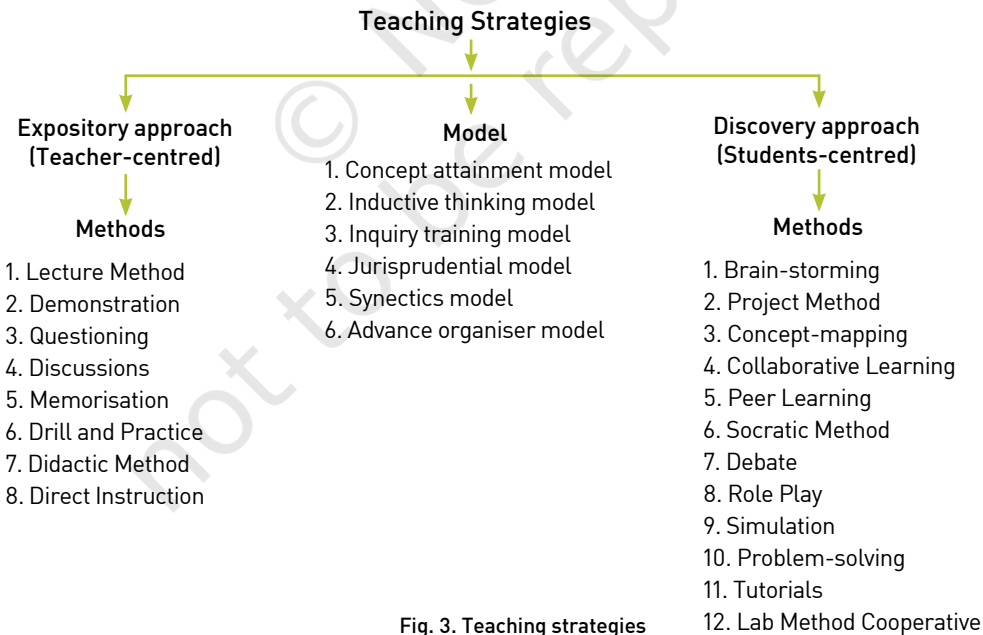 Teaching Strategies
Expository approach
(Teacher-centred)
Methods
1. Lecture Method
2. Demonstration
3. Questioning
4. Discussions
5. Memorisation
6. Drill and Practice
7. Didactic Method
8. Direct Instruction
Model
1. Concept attainment model
2. Inductive thinking model
3. Inquiry training model
4. Jurisprudential model
5. Synectics model
6. Advance organiser model
Discovery approach
(Students-centred)
Methods
1. Brain-storming
2. Project Method
3. Concept-mapping
4. Collaborative Learning
5. Peer Learning
6. Socratic Method
7. Debate
8. Role Play
9. Simulation
10. Problem-solving
11. Tutorials
12. Lab Method Cooperative
Fig. 3. Teaching strategies
©
not to be